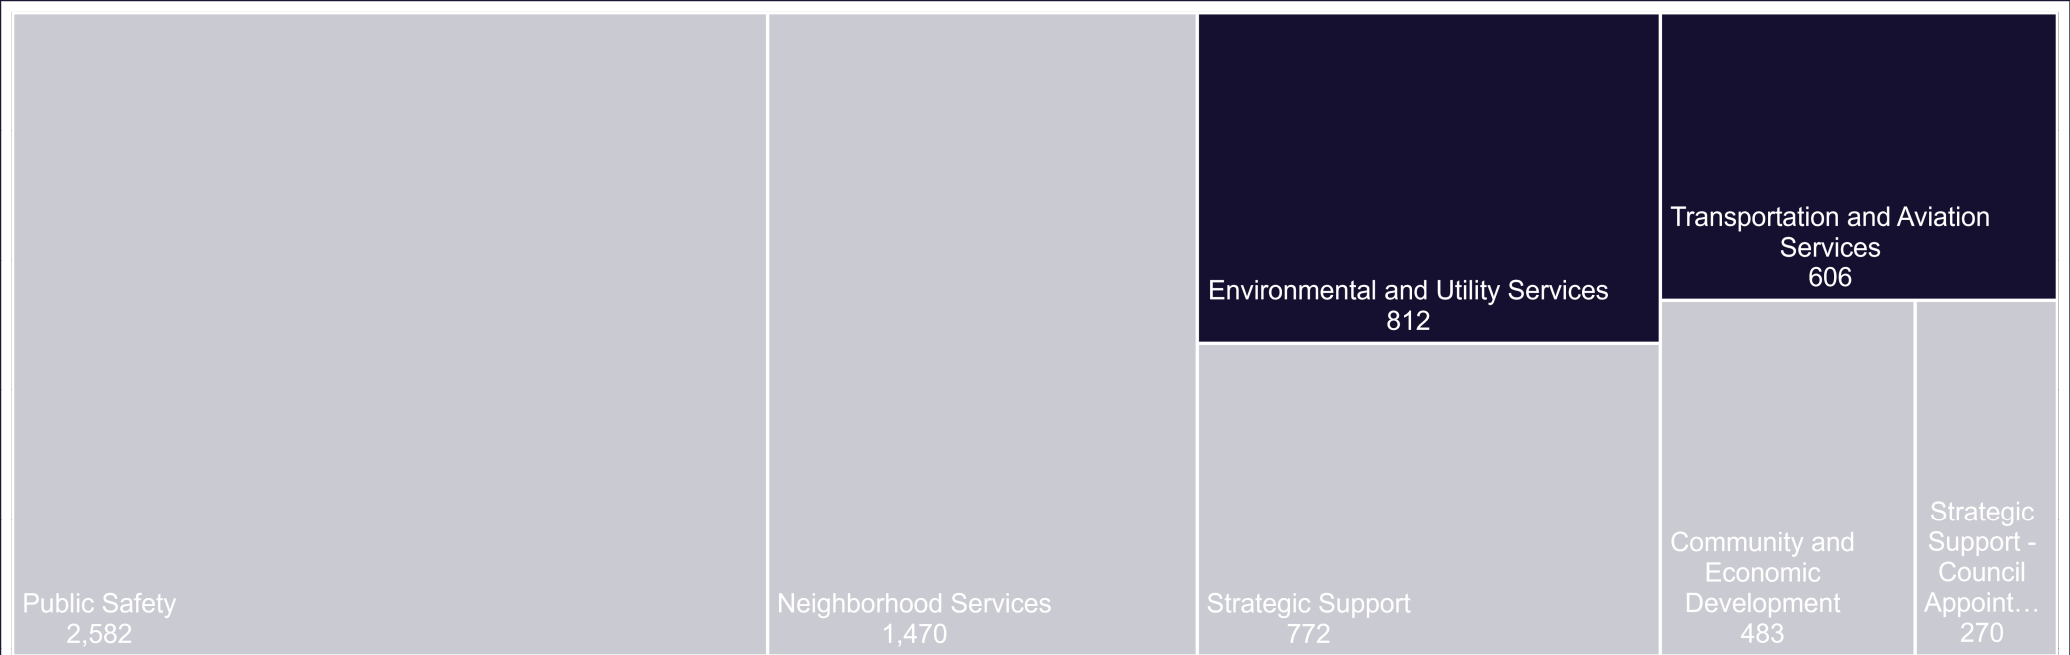 Public Safety
2,582
Neighborhood Services
1,470
Environmental and Utility Services
812
Strategic Support
772
Transportation and Aviation
Services
606
Community and
Economic
Development
483
Strategic
Support -
Council
Appoint…
270